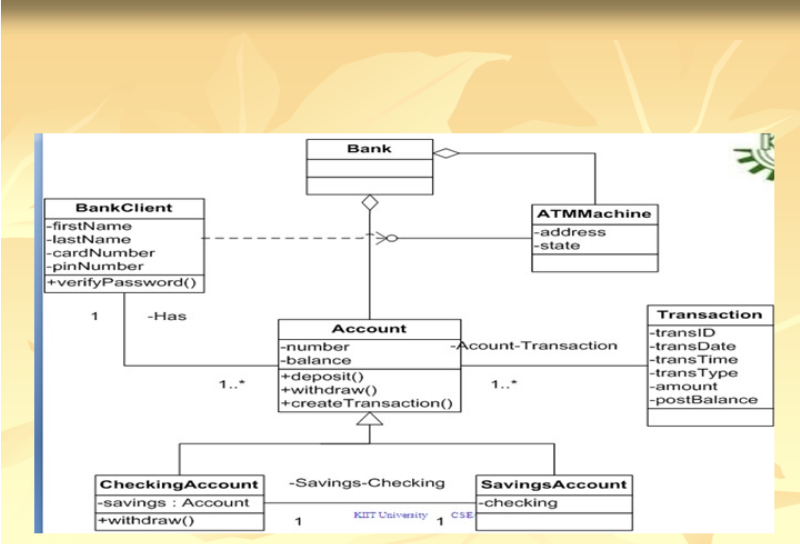 Bank
BankClient
-firstName
-lastName
-cardNumber
-pinNumber
+verifyPassword()
ATMMachine
-address
-state
1
-Has
Account
-number
-balance
+deposit()
+withdraw()
+createTransaction()
-Acount-Transaction
1..*
1..*
Transaction
-transID
-transDate
-transTime
-transType
-amount
-postBalance
CheckingAccount
-savings : Account
+withdraw()
-Savings-Checking
1
1
SavingsAccount
-checking
KIIT University CSE